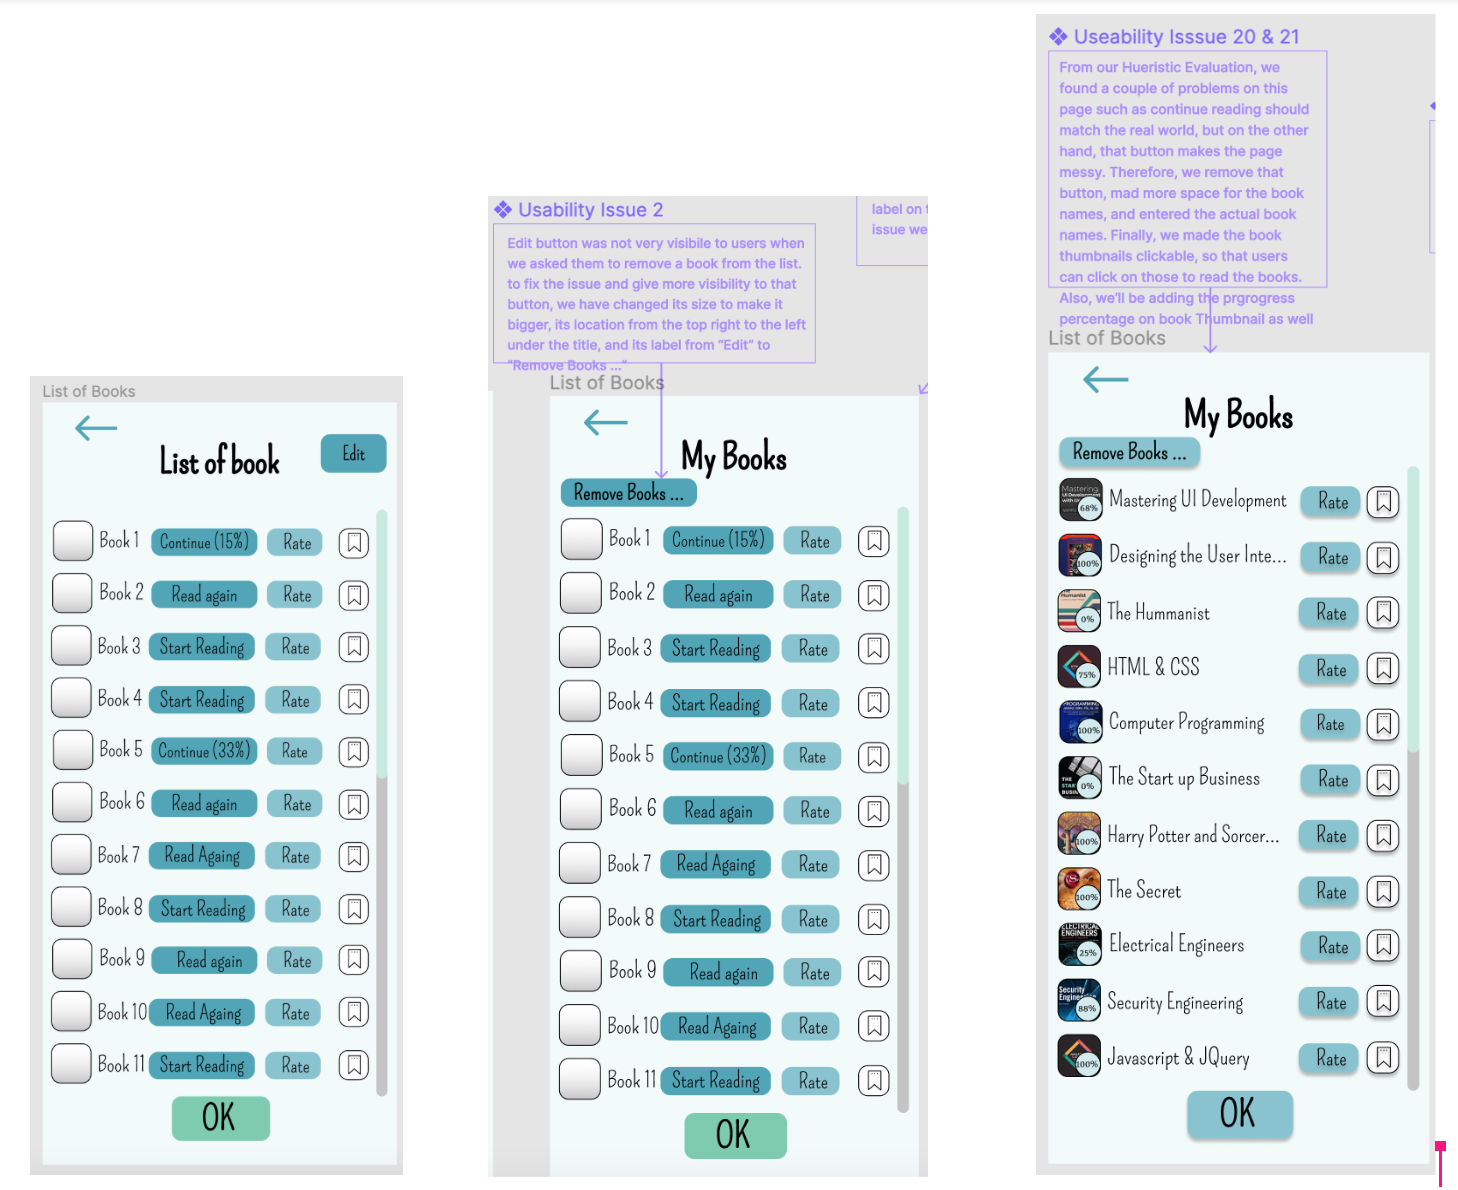 List of Books
List of book
Edit
Book 1 Continue (15%) Rate
Book 2 Read again Rate
Book 3 Start Reading Rate
Book 4 Start Reading Rate
Book 5 Continue (33%) Rate
Book 6 Read again Rate
Book 7 Read Againg Rate
Book 8 Start Reading Rate
Book 9 Read again Rate
Book 10 Read Againg Rate
Book 11 Start Reading Rate
OK
Usability Issue 2
Edit button was not very visibile to users when
we asked them to remove a book from the list.
to fix the issue and give more visibility to that
button, we have changed its size to make it
bigger, its location from the top right to the left
under the title, and its label from "Edit" to
"Remove Books ..."
label on
issue we
List of Books
My Books
Remove Books ...
Book 1 Continue (15%) Rate
Book 2 Read again Rate
Book 3 Start Reading Rate
Book 4 Start Reading Rate
Book 5 Continue (33%) Rate
Book 6 Read again Rate
Book 7 Read Againg Rate
Book 8 Start Reading Rate
Book 9 Read again Rate
Book 10 Read Againg Rate
Book 11 Start Reading Rate
OK
Useability Isssue 20 & 21
From our Hueristic Evaluation, we
found a couple of problems on this
page such as continue reading should
match the real world, but on the other
hand, that button makes the page
messy. Therefore, we remove that
button, mad more space for the book
names, and entered the actual book
names. Finally, we made the book
thumbnails clickable, so that users
can click on those to read the books.
Also, we'll be adding the prgrogress
percentage on book Thumbnail as well
List of Books
My Books
Remove Books ...
68% Mastering UI Development Rate
100% Designing the User Inte... Rate
0% The Hummanist Rate
75% HTML & CSS Rate
100% Computer Programming Rate
0% The Start up Business Rate
100% Harry Potter and Sorcer... Rate
100% The Secret Rate
25% Electrical Engineers Rate
88% Security Engineering Rate
100% Javascript & JQuery Rate
OK